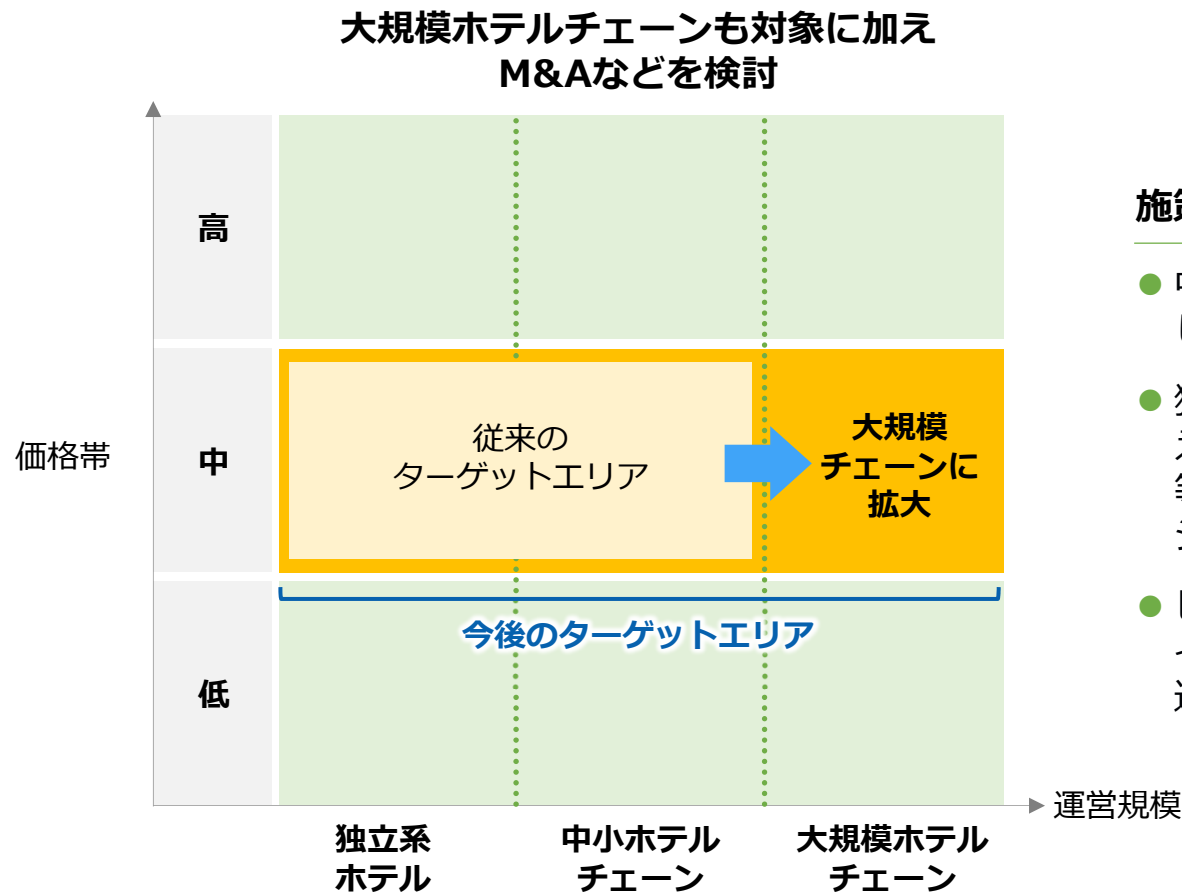 大規模ホテルチェーンも対象に加え
M&Aなどを検討
高
価格帯
中
従来の
ターゲットエリア
大規模
チェーンに
拡大
今後のターゲットエリア
低
運営規模
独立系
ホテル
中小ホテル
チェーン
大規模ホテル
チェーン